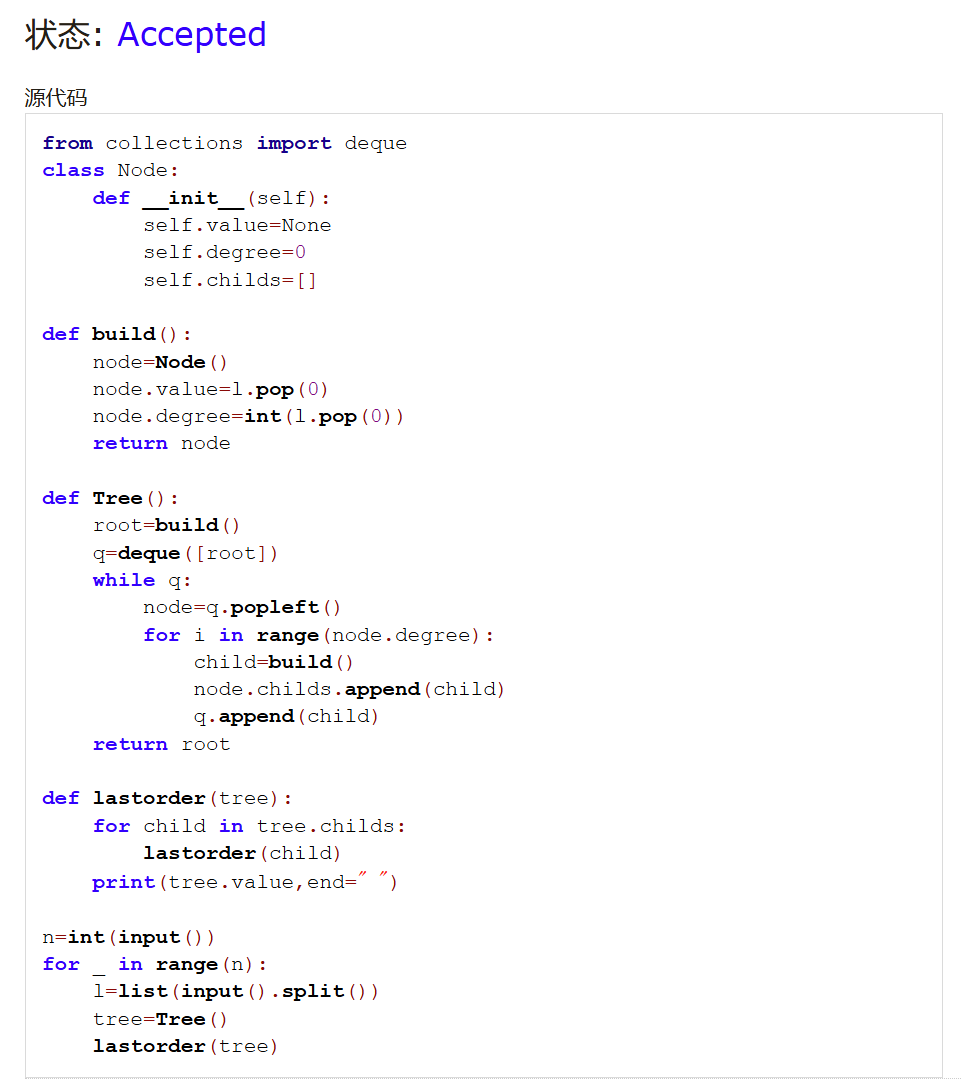 状态: Accepted
源代码
from collections import deque
class Node:
    def __init__(self):
        self.value=None
        self.degree=0
        self.childs=[]
def build():
    node=Node()
    node.value=l.pop(0)
    node.degree=int(l.pop(0))
    return node
def Tree():
    root=build()
    q=deque([root])
    while q:
        node=q.popleft()
        for i in range(node.degree):
            child=build()
            node.childs.append(child)
            q.append(child)
    return root
def lastorder(tree):
    for child in tree.childs:
        lastorder(child)
    print(tree.value,end=" ")
n=int(input())
for _ in range(n):
    l=list(input().split())
    tree=Tree()
    lastorder(tree)